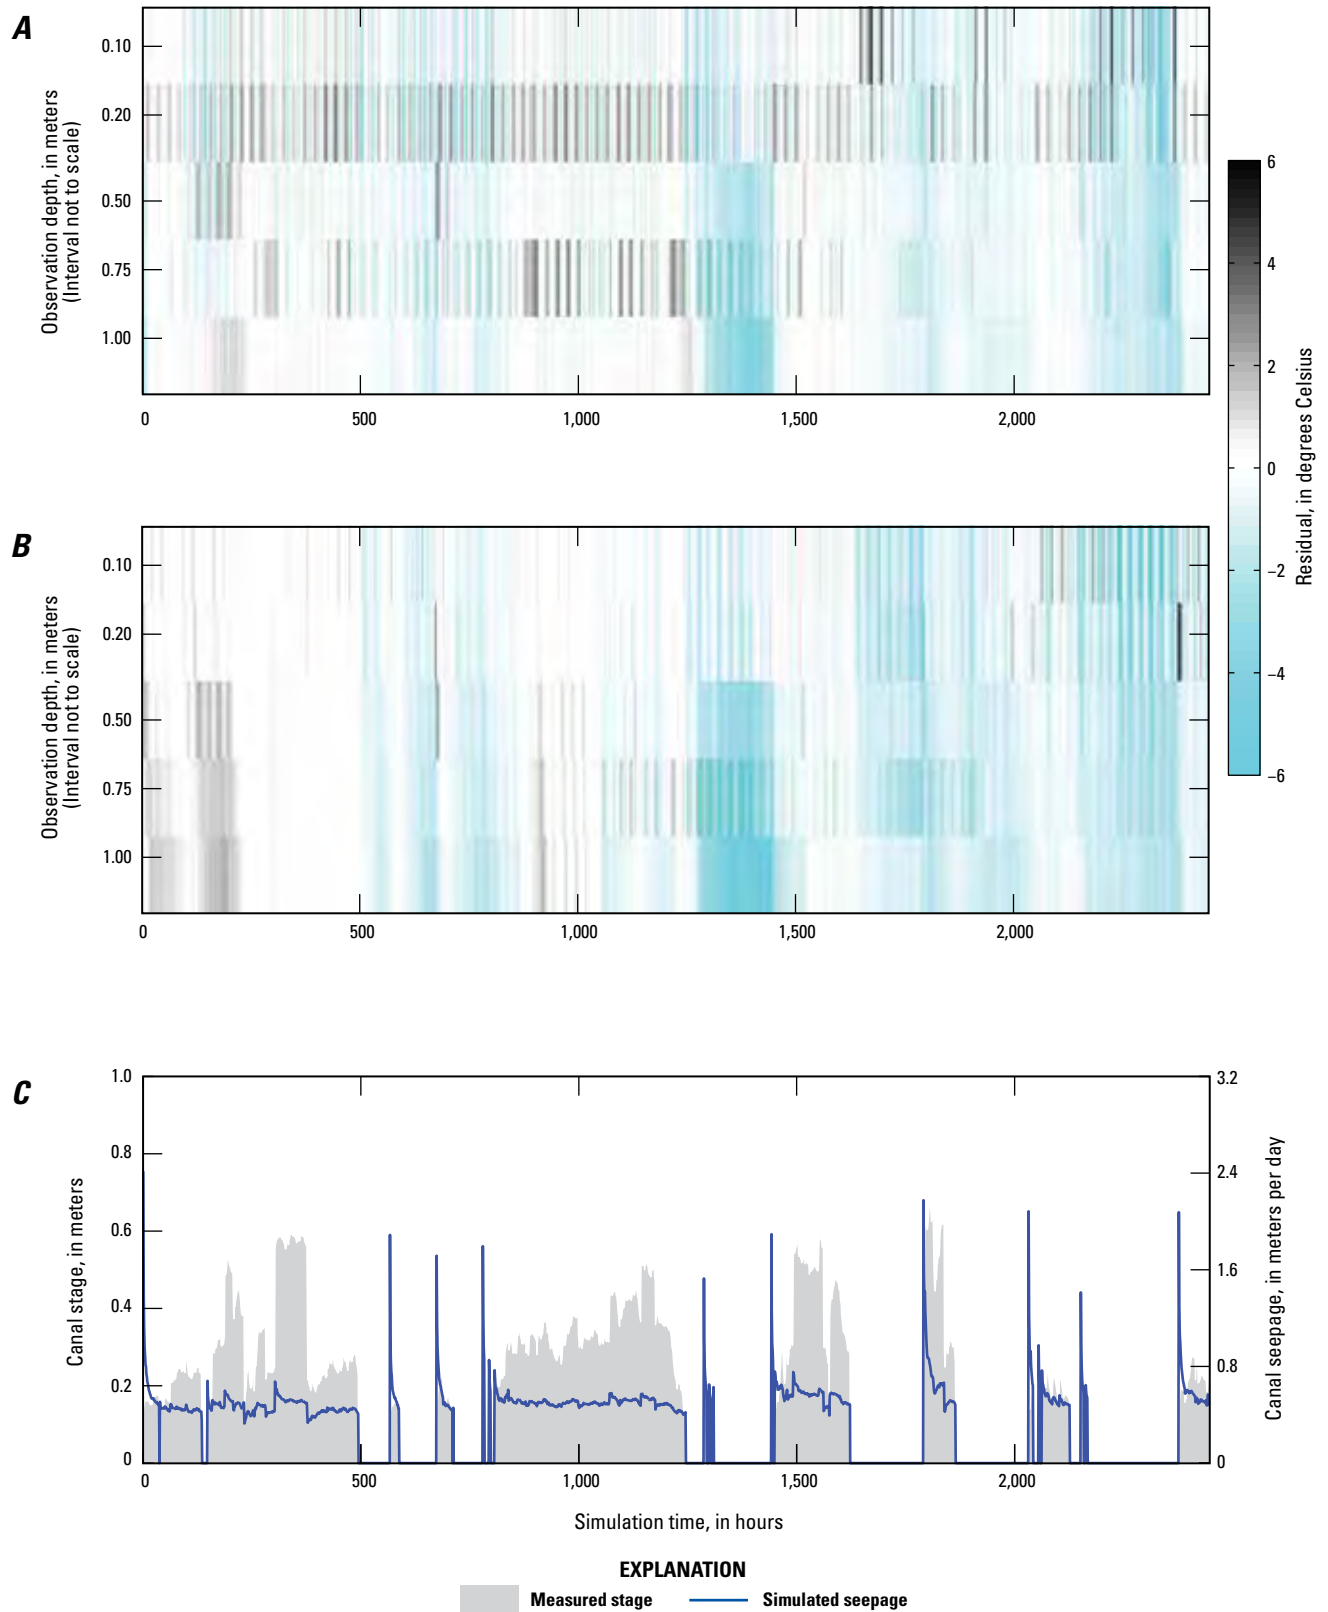 A
Observation depth, in meters
(Interval not to scale)
0.10
0.20
0.50
0.75
1.00
0 500 1,000 1,500 2,000
B
Observation depth, in meters
(Interval not to scale)
0.10
0.20
0.50
0.75
1.00
0 500 1,000 1,500 2,000
6
4
2
0
−2
−4
−6
Residual, in degrees Celsius
C
Canal stage, in meters
1.0
0.8
0.6
0.4
0.2
0
3.2
2.4
1.6
0.8
0
Canal seepage, in meters per day
0 500 1,000 1,500 2,000
Simulation time, in hours
EXPLANATION
Measured stage Simulated seepage